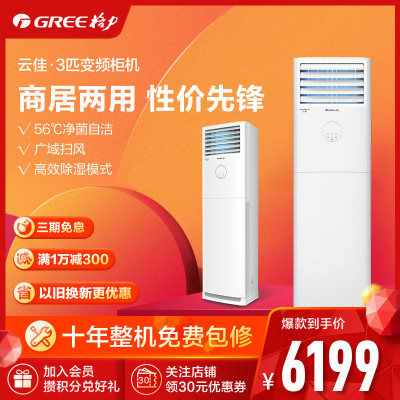 GREE 格力
云佳·3匹变频柜机
商居两用 性价先锋
56℃净菌自洁
广域扫风
高效除湿模式
三期免息
减 满1万减300
省 以旧换新更优惠
十年整机免费包修
爆款到手价
¥6199
加入会员
攒积分兑好礼
30 关注店铺
领30元优惠券